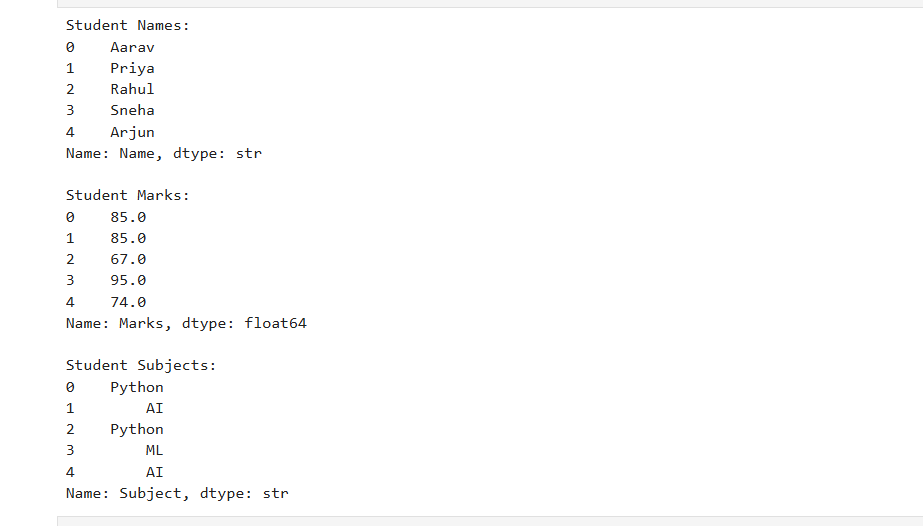 Student Names:
0    Aarav
1    Priya
2    Rahul
3    Sneha
4    Arjun
Name: Name, dtype: str

Student Marks:
0    85.0
1    85.0
2    67.0
3    95.0
4    74.0
Name: Marks, dtype: float64

Student Subjects:
0    Python
1        AI
2    Python
3        ML
4        AI
Name: Subject, dtype: str